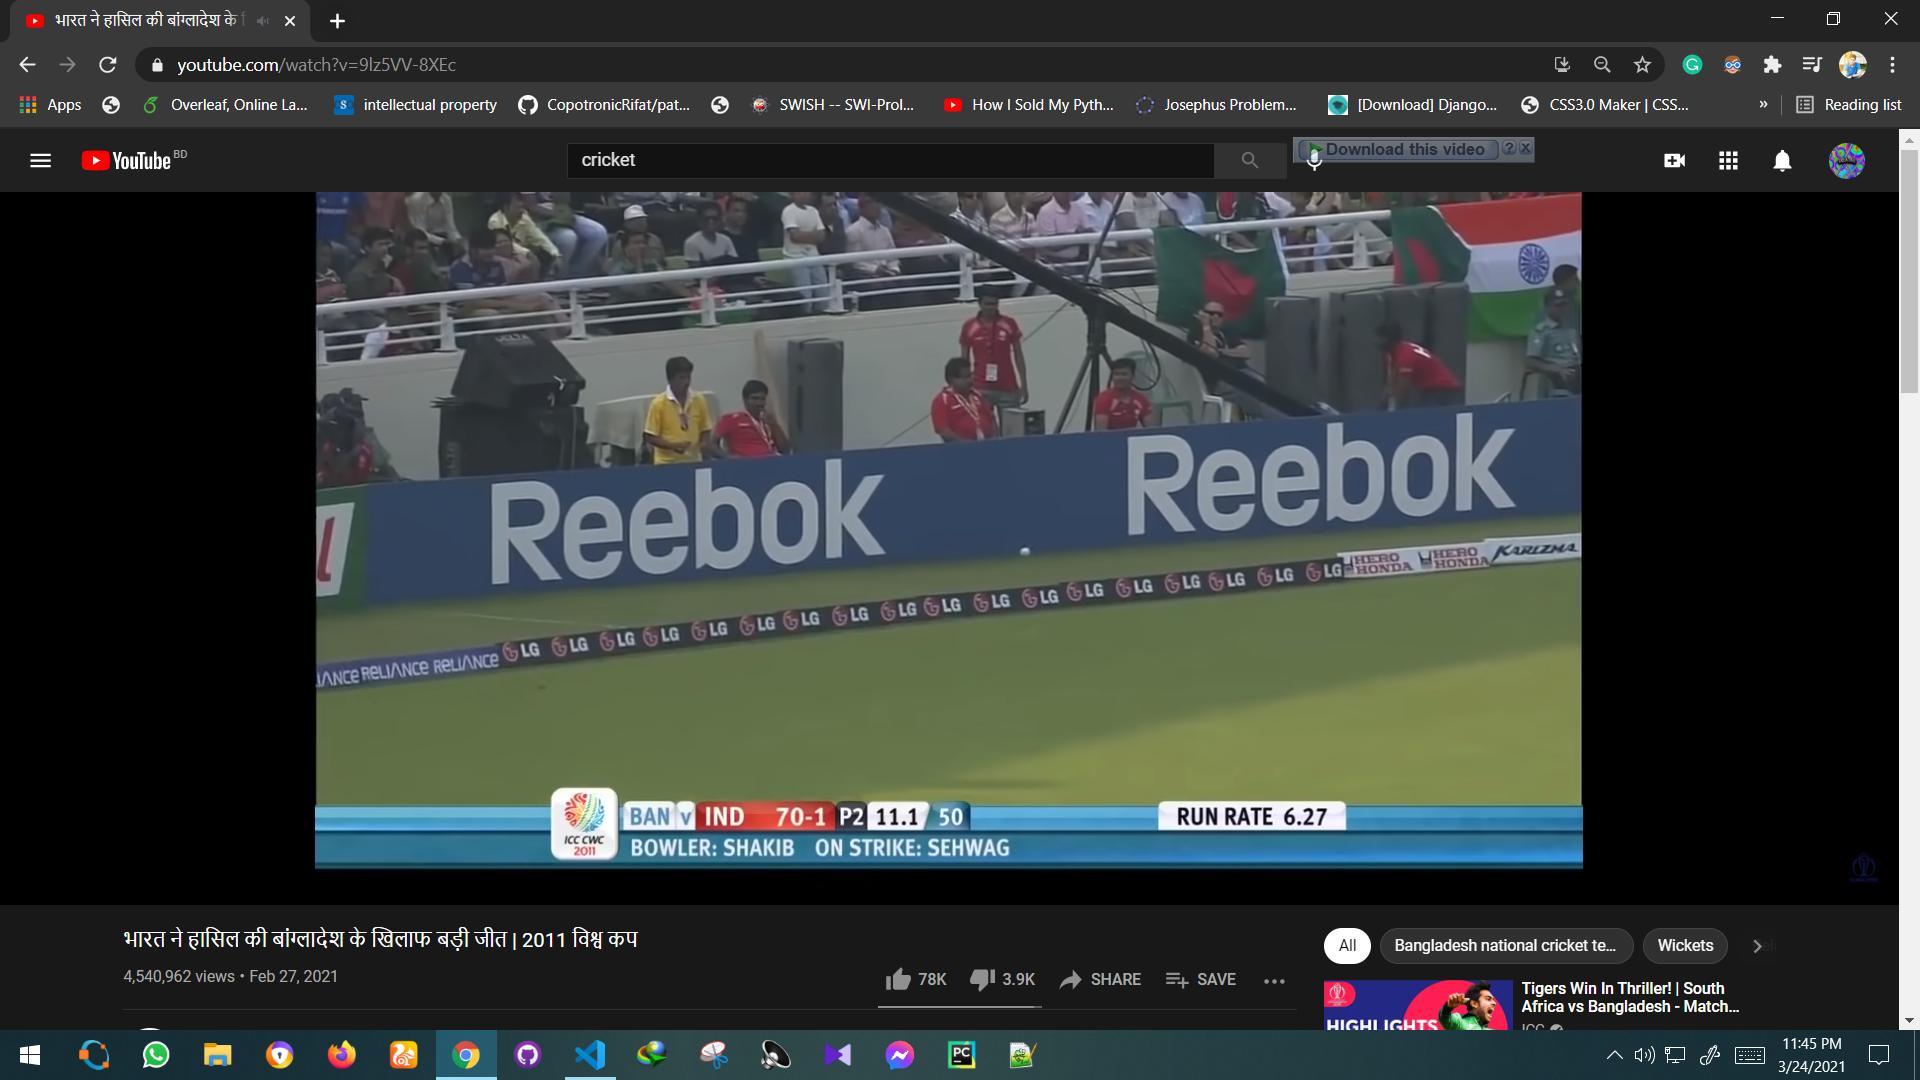 भारत ने हासिल की बांग्लादेश के
youtube.com/watch?v=9lz5VV-8XEc
Apps
Overleaf, Online La...
intellectual property
CopotronicRifat/pat...
SWISH -- SWI-Prol...
How I Sold My Pyth...
Josephus Problem...
[Download] Django...
CSS3.0 Maker | CSS...
»
Reading list
YouTube BD
cricket
Download this video
DELTA
Reebok
Reebok
HERO HONDA HERO HONDA KARIZMA
LG LG LG LG LG LG LG LG LG LG LG LG LG LG LG LG LG LG
RELIANCE RELIANCE
BAN v IND 70-1 P2 11.1 50
RUN RATE 6.27
ICC CWC 2011
BOWLER: SHAKIB ON STRIKE: SEHWAG
भारत ने हासिल की बांग्लादेश के खिलाफ बड़ी जीत | 2011 विश्व कप
4,540,962 views • Feb 27, 2021
78K
3.9K
SHARE
SAVE
All
Bangladesh national cricket te...
Wickets
Tigers Win In Thriller! | South
Africa vs Bangladesh - Match...
HIGHLIGHTS
ICC
PC
11:45 PM
3/24/2021